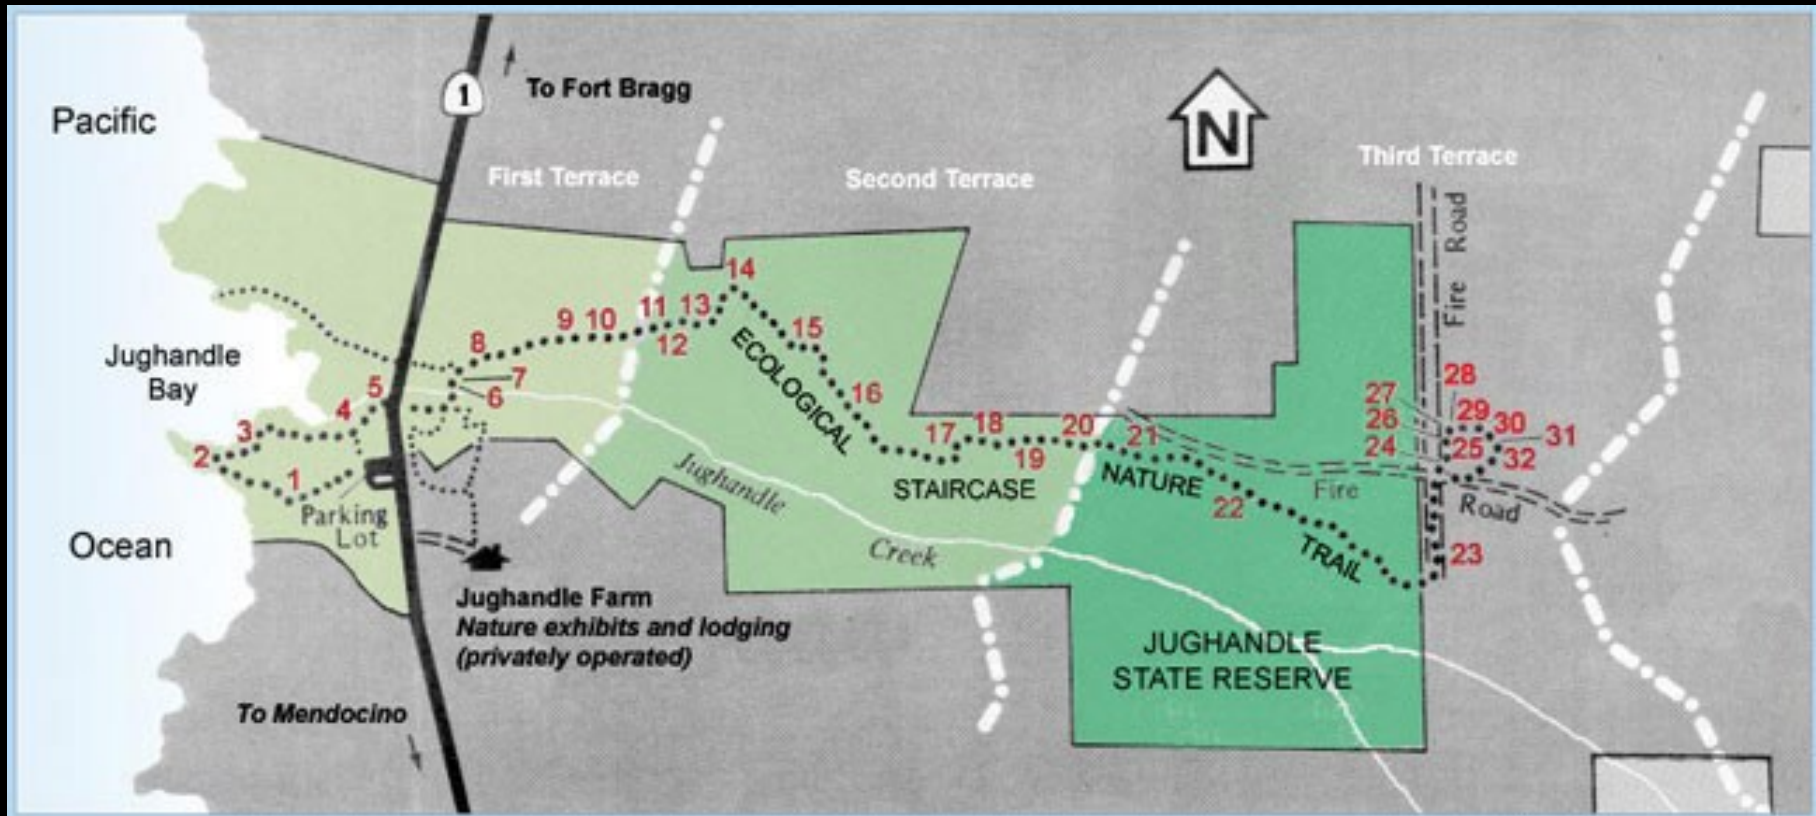 1
To Fort Bragg
Pacific
N
First Terrace
Second Terrace
Third Terrace
Fire Road
14
11
13
9
10
12
15
8
7
6
Jughandle
Bay
5
4
3
2
1
ECOLOGICAL
16
17
18
19
20
21
STAIRCASE
NATURE
22
TRAIL
23
27
26
24
28
29
30
25
31
32
Fire
Road
Parking
Lot
Ocean
Jughandle
Creek
Jughandle Farm
Nature exhibits and lodging
(privately operated)
JUGHANDLE
STATE RESERVE
To Mendocino